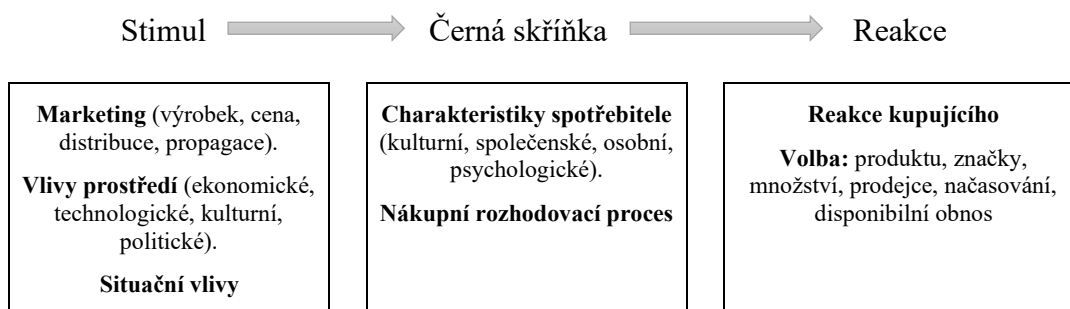 Stimul
Černá skříňka
Reakce
Marketing (výrobek, cena,
distribuce, propagace).
Vlivy prostředí (ekonomické,
technologické, kulturní,
politické).
Situační vlivy
Charakteristiky spotřebitele
(kulturní, společenské, osobní,
psychologické).
Nákupní rozhodovací proces
Reakce kupujícího
Volba: produktu, značky,
množství, prodejce, načasování,
disponibilní obnos